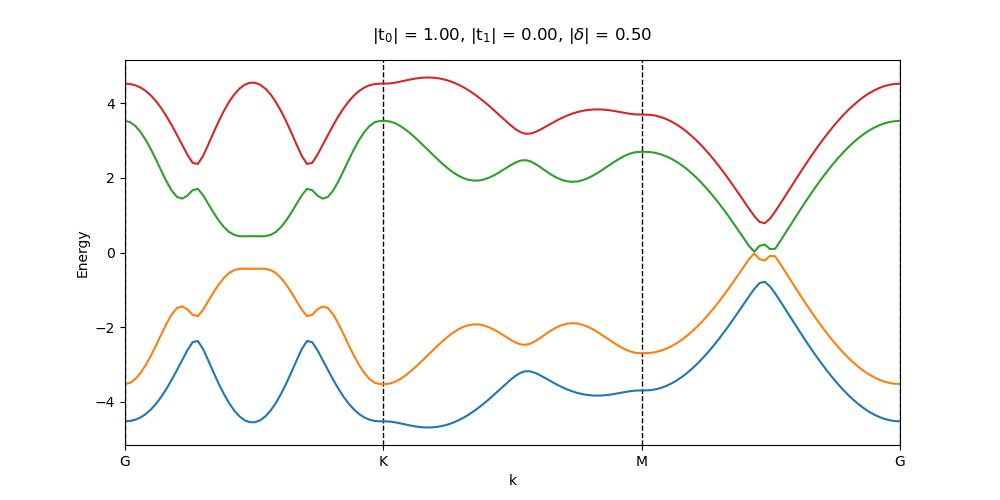 |t₀| = 1.00, |t₁| = 0.00, |δ| = 0.50
Energy
4
2
0
−2
−4
G
K
M
G
k